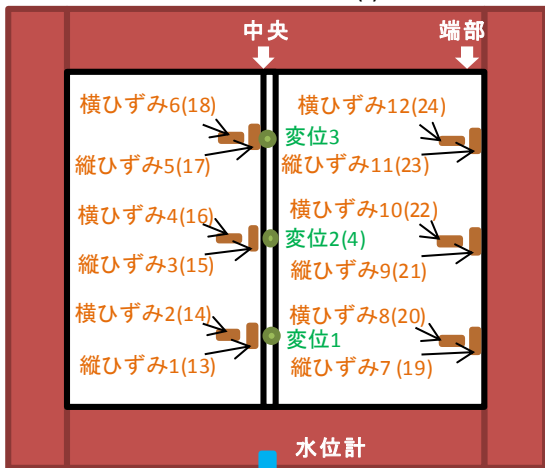 中央
端部
横ひずみ6(18)
横ひずみ12(24)
変位3
縦ひずみ5(17)
縦ひずみ11(23)
横ひずみ4(16)
横ひずみ10(22)
変位2(4)
縦ひずみ3(15)
縦ひずみ9(21)
横ひずみ2(14)
横ひずみ8(20)
変位1
縦ひずみ1(13)
縦ひずみ7 (19)
水位計